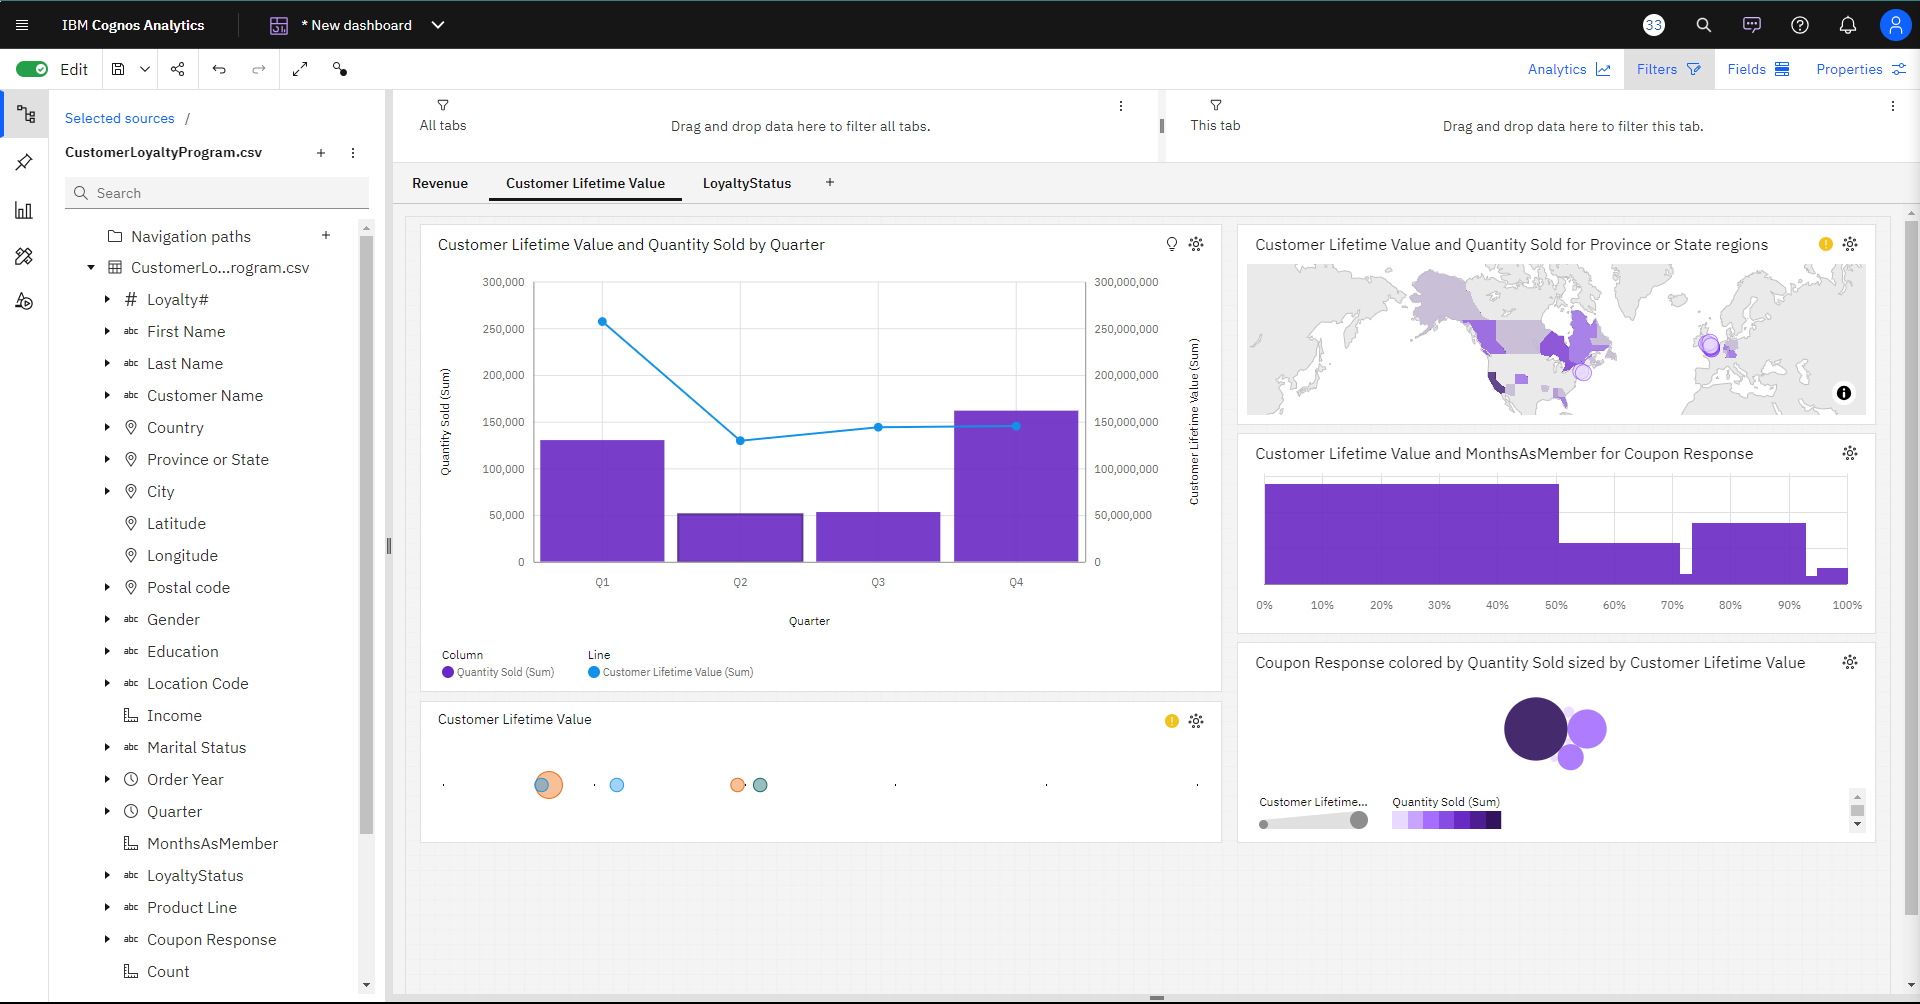 IBM Cognos Analytics
* New dashboard
33
Edit
Analytics
Filters
Fields
Properties
Selected sources /
CustomerLoyaltyProgram.csv
Search
Navigation paths
CustomerLo...rogram.csv
# Loyalty#
abc First Name
abc Last Name
abc Customer Name
Country
Province or State
City
Latitude
Longitude
Postal code
abc Gender
abc Education
abc Location Code
Income
abc Marital Status
Order Year
Quarter
MonthsAsMember
abc LoyaltyStatus
abc Product Line
abc Coupon Response
Count
All tabs
Drag and drop data here to filter all tabs.
This tab
Drag and drop data here to filter this tab.
Revenue
Customer Lifetime Value
LoyaltyStatus
+
Customer Lifetime Value and Quantity Sold by Quarter
300,000
250,000
200,000
150,000
100,000
50,000
0
Quantity Sold (Sum)
300,000,000
250,000,000
200,000,000
150,000,000
100,000,000
50,000,000
0
Customer Lifetime Value (Sum)
Q1 Q2 Q3 Q4
Quarter
Column
Quantity Sold (Sum)
Line
Customer Lifetime Value (Sum)
Customer Lifetime Value
Customer Lifetime Value and Quantity Sold for Province or State regions
Customer Lifetime Value and MonthsAsMember for Coupon Response
0% 10% 20% 30% 40% 50% 60% 70% 80% 90% 100%
Coupon Response colored by Quantity Sold sized by Customer Lifetime Value
Customer Lifetime...
Quantity Sold (Sum)